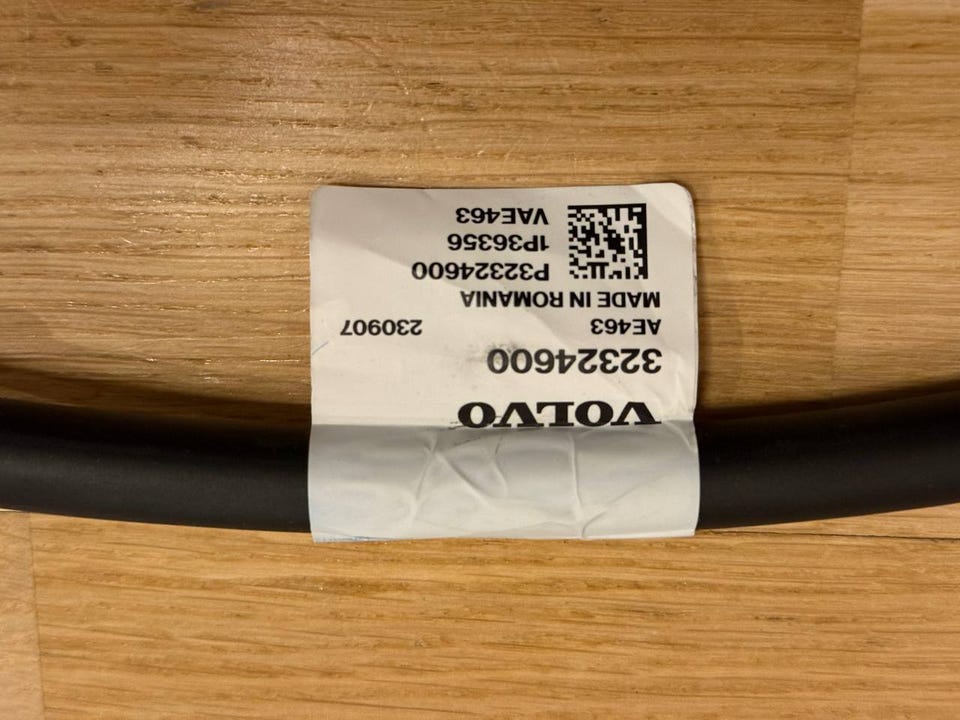 VOLVO
32324600
AE463 230907
MADE IN ROMANIA
P32324600
1P36356
VAE463